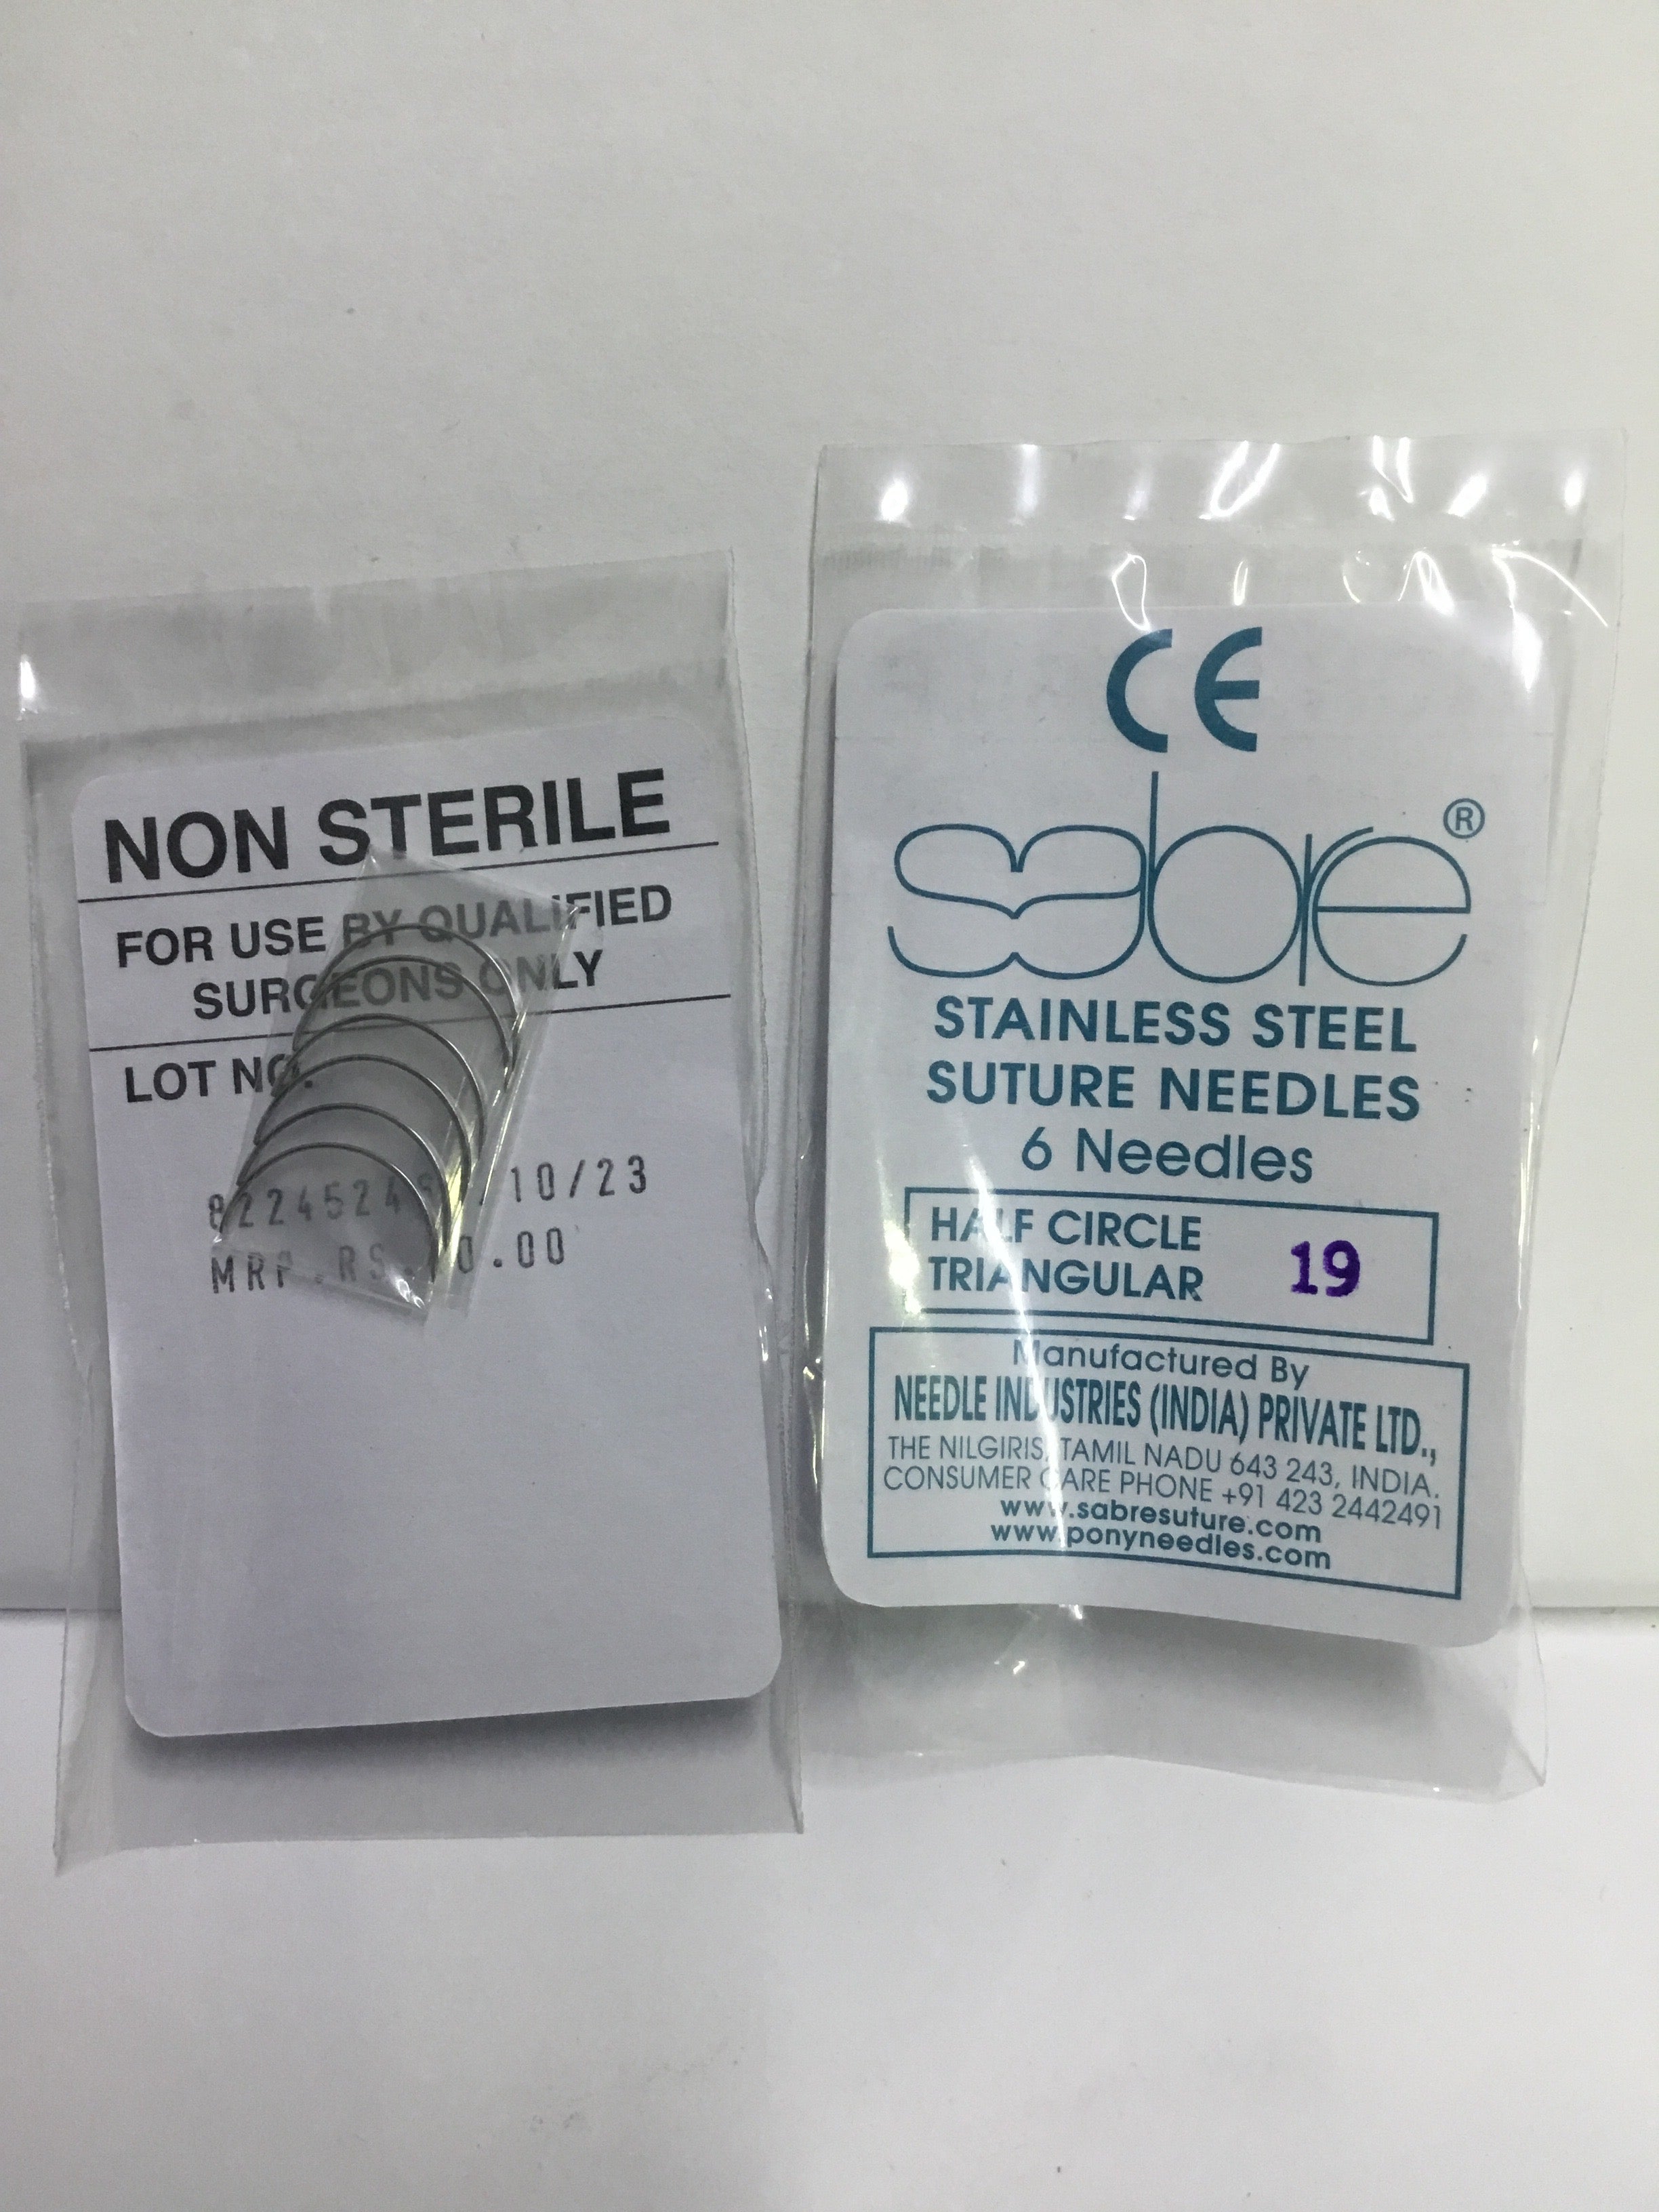 NON STERILE
FOR USE BY QUALIFIED
SURGEONS ONLY
LOT NO.
10/23
MRP.RS.
CE
sabre®
STAINLESS STEEL
SUTURE NEEDLES
6 Needles
HALF CIRCLE
TRIANGULAR
19
Manufactured By
NEEDLE INDUSTRIES (INDIA) PRIVATE LTD.,
THE NILGIRIS, TAMIL NADU 643 243, INDIA.
CONSUMER CARE PHONE +91 423 2442491
www.sabresuture.com
www.ponyneedles.com